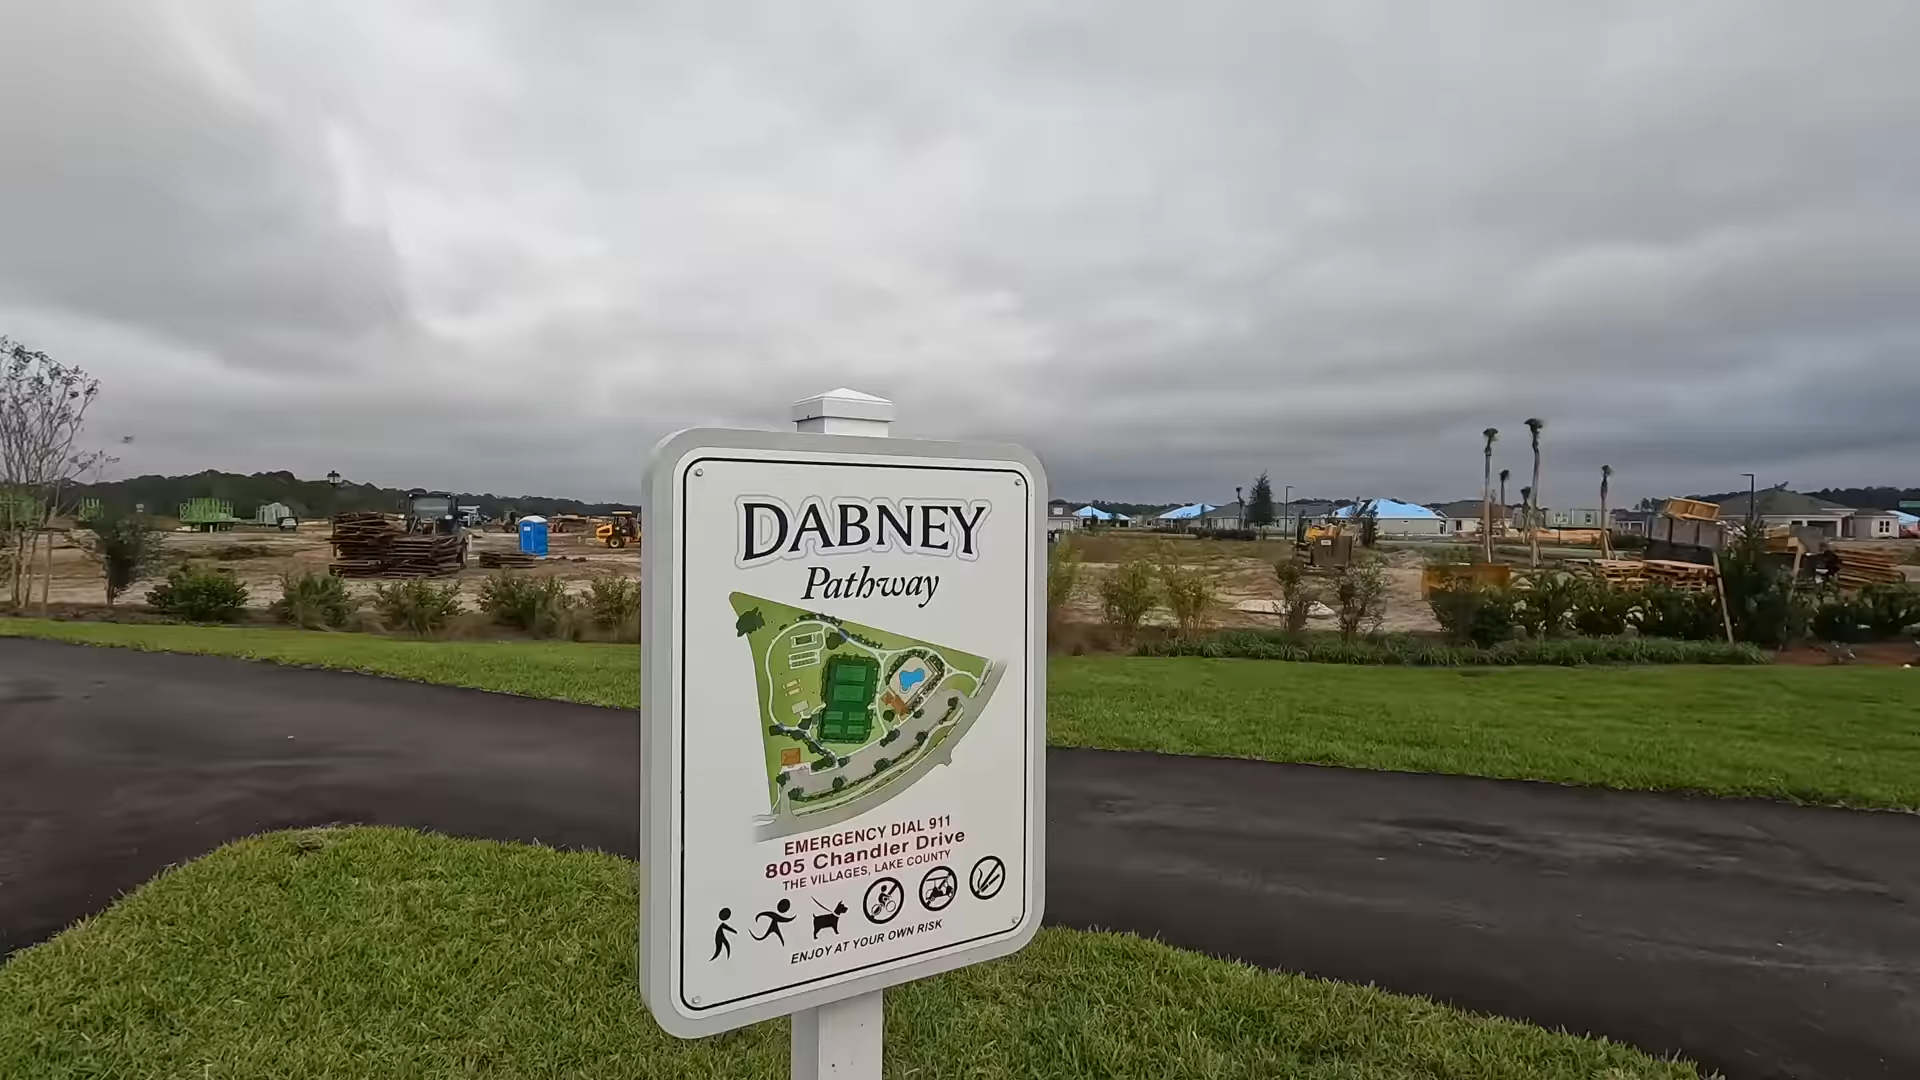 DABNEY
Pathway
EMERGENCY DIAL 911
805 Chandler Drive
THE VILLAGES, LAKE COUNTY
ENJOY AT YOUR OWN RISK